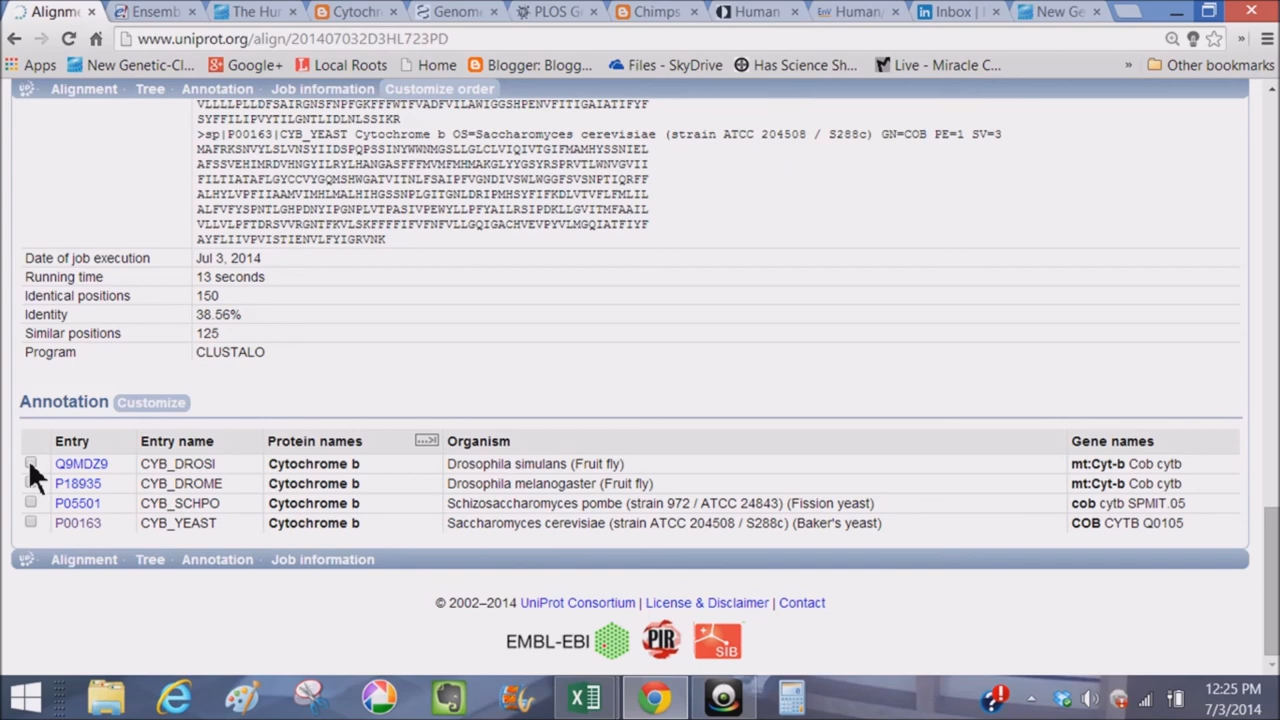 Alignme
Ensemb
The Hur
Cytochr
Genome
PLOS G
Chimps
Human
Human/
Inbox |
New Ge
www.uniprot.org/align/201407032D3HL723PD
Apps
New Genetic-Cl...
Google+
Local Roots
Home
Blogger: Blogg...
Files - SkyDrive
Has Science Sh...
Live - Miracle C...
»
Other bookmarks
Alignment · Tree · Annotation · Job information Customize order
VLLLLPLLDFSAIRGNSFNPFGKFFFWTFVADFVILAWIGGSHPENVFITIGAIATIFYF
SYFFILIPVYTILGNTLIDLNLSSIKR
>sp|P00163|CYB_YEAST Cytochrome b OS=Saccharomyces cerevisiae (strain ATCC 204508 / S288c) GN=COB PE=1 SV=3
MAFRKSNVYLSLVNSYIIDSPQPSSINYWWNMGSLLGLCLVIQIVTGIFMAMHYSSNIEL
AFSSVEHIMRDVHNGYILRYLHANGASFFFMVMFMHMAKGLYYGSYRSPRVTLWNVGVII
FILTIATAFLGYCCVYGQMSHWGATVITNLFSAIPFVGNDIVSWLWGGFSVSNPTIQRFF
ALHYLVPFIIAAMVIMHLMALHIHGSSNPLGITGNLDRIPMHSYFIFKDLVTVFLFMLIL
ALFVFYSPNTLGHPDNYIPGNPLVTPASIVPEWYLLPFYAILRSIPDKLLGVITMFAAIL
VLLVLPFTDRSVVRGNTFKVLSKFFFFIFVFNFVLLGQIGACHVEVPYVLMGQIATFIYF
AYFLIIVPVISTIENVLFYIGRVNK
Date of job execution Jul 3, 2014
Running time 13 seconds
Identical positions 150
Identity 38.56%
Similar positions 125
Program CLUSTALO
Annotation Customize
Entry Entry name Protein names Organism Gene names
Q9MDZ9 CYB_DROSI Cytochrome b Drosophila simulans (Fruit fly) mt:Cyt-b Cob cytb
P18935 CYB_DROME Cytochrome b Drosophila melanogaster (Fruit fly) mt:Cyt-b Cob cytb
P05501 CYB_SCHPO Cytochrome b Schizosaccharomyces pombe (strain 972 / ATCC 24843) (Fission yeast) cob cytb SPMIT.05
P00163 CYB_YEAST Cytochrome b Saccharomyces cerevisiae (strain ATCC 204508 / S288c) (Baker's yeast) COB CYTB Q0105
Alignment · Tree · Annotation · Job information
© 2002–2014 UniProt Consortium | License & Disclaimer | Contact
EMBL-EBI PIR SIB
12:25 PM
7/3/2014